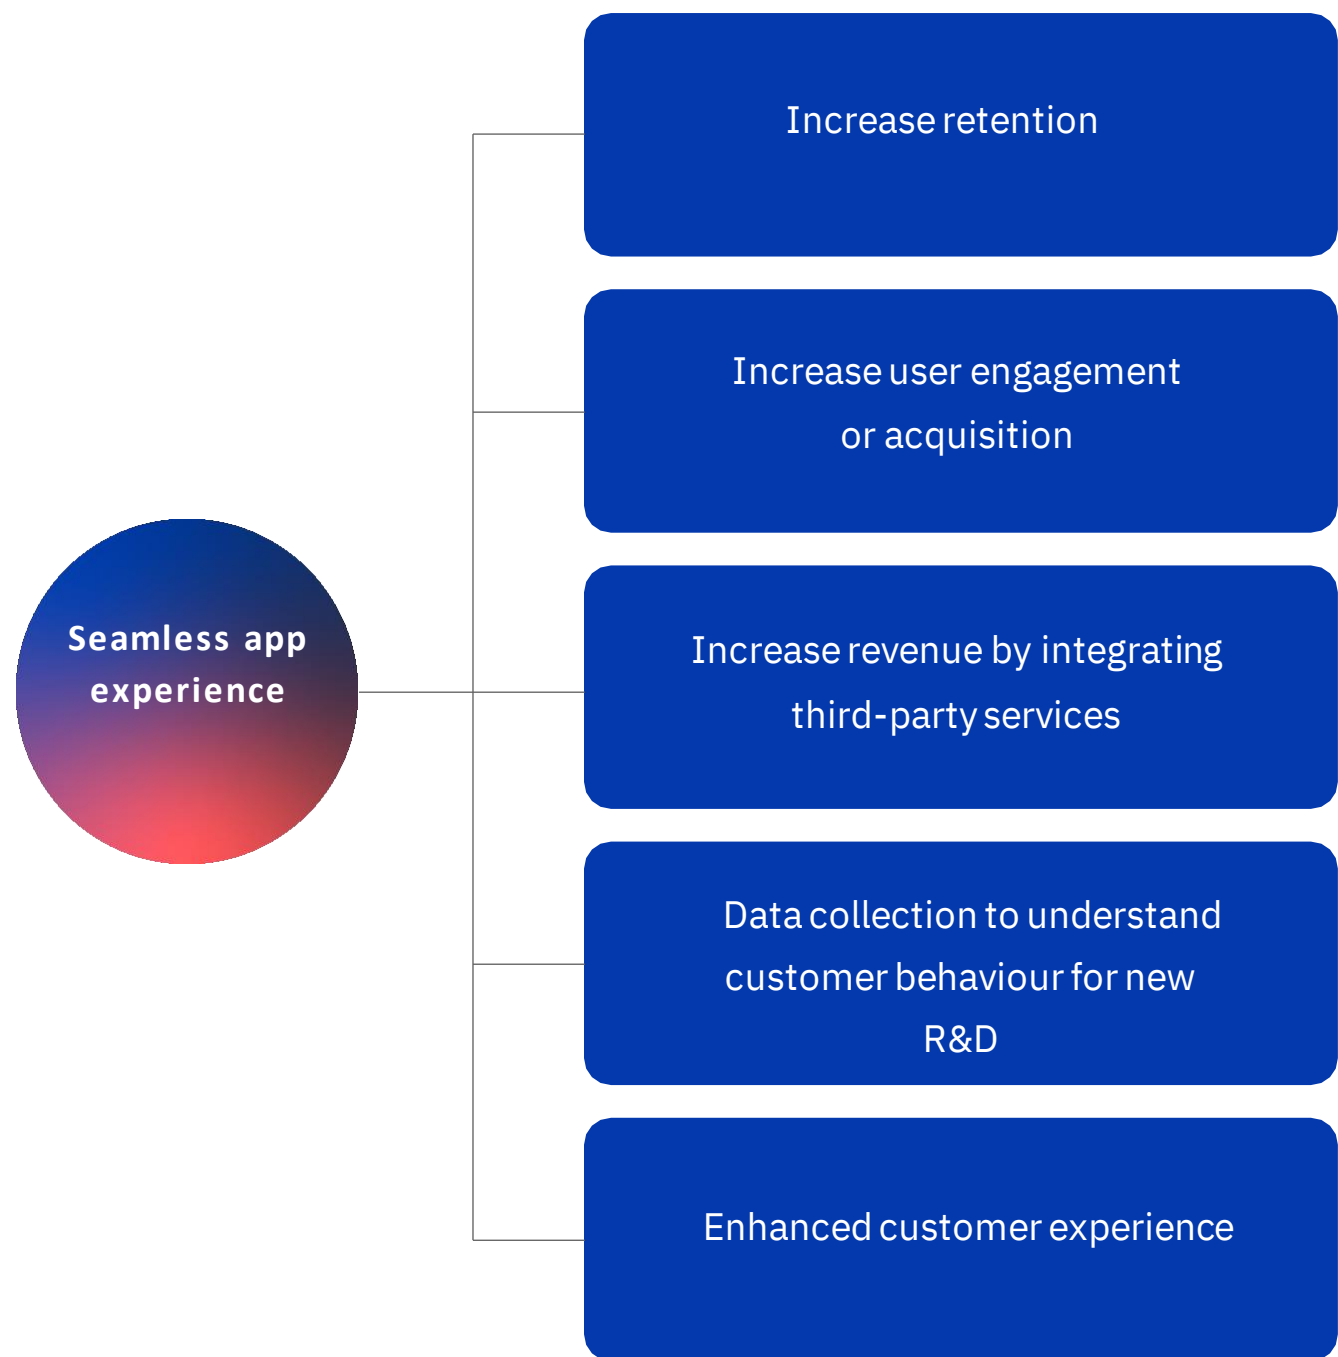 Increase retention
Increase user engagement
or acquisition
Seamless app
experience
Increase revenue by integrating
third-party services
Data collection to understand
customer behaviour for new
R&D
Enhanced customer experience